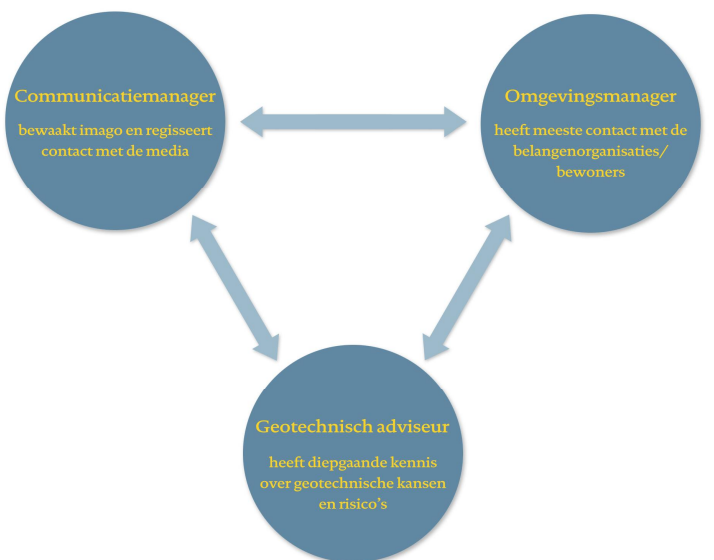 Communicatiemanager
bewaakt imago en regisseert
contact met de media
Omgevingsmanager
heeft meeste contact met de
belangenorganisaties/
bewoners
Geotechnisch adviseur
heeft diepgaande kennis
over geotechnische kansen
en risico's